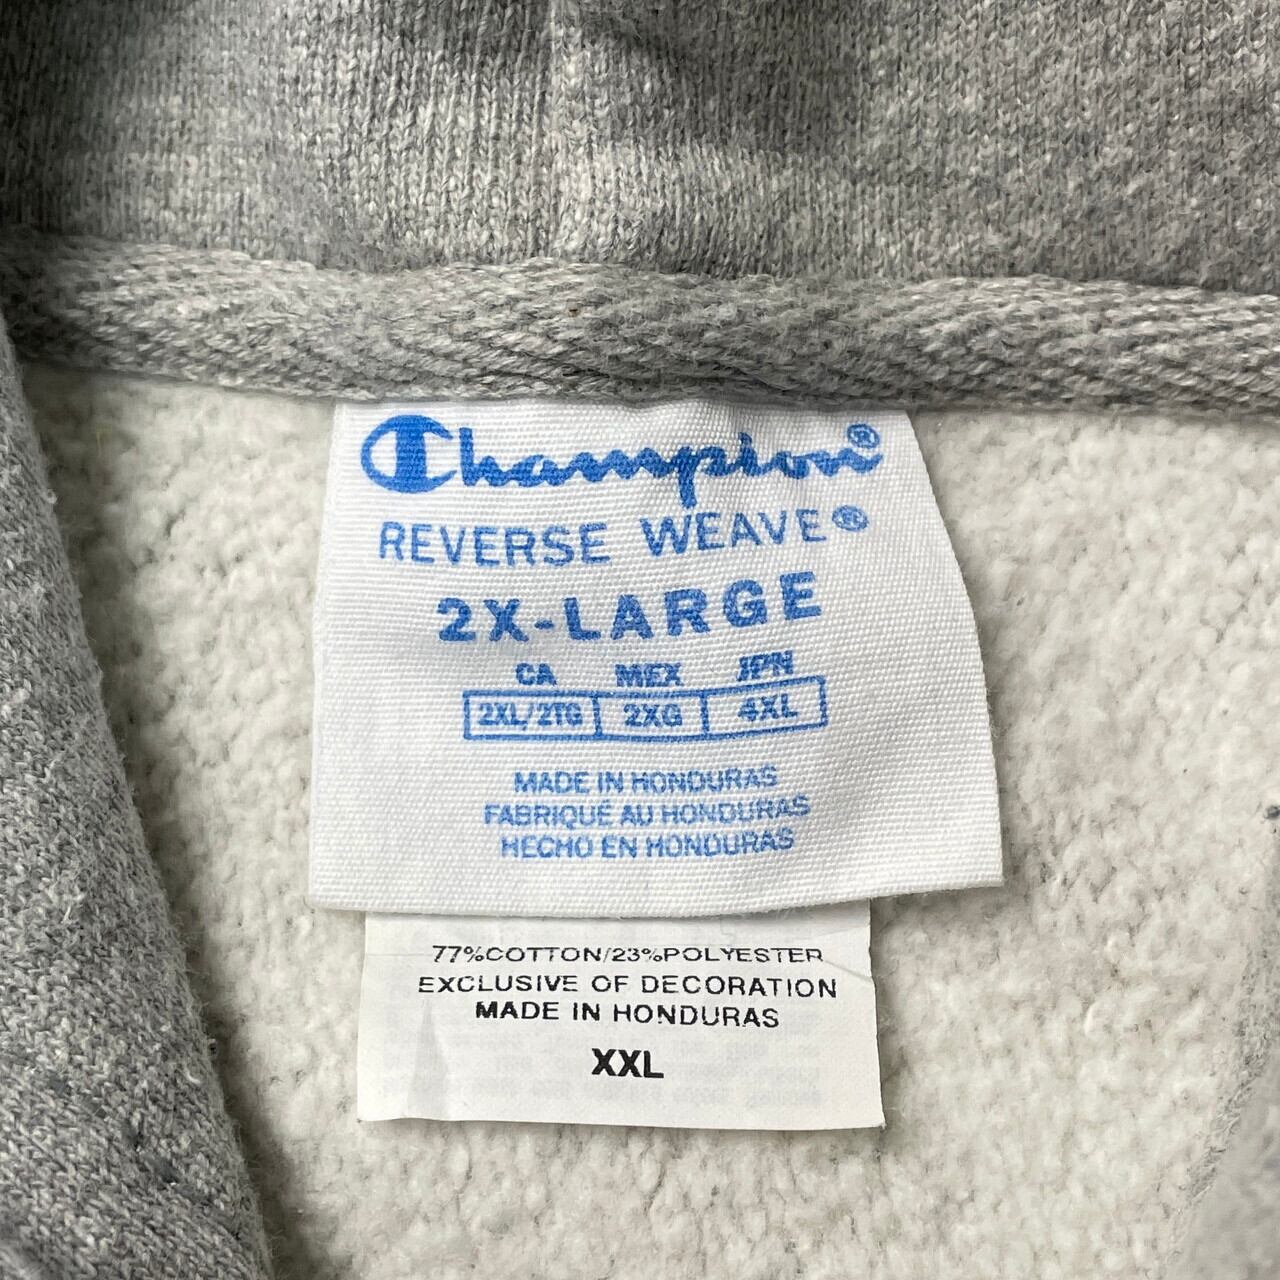 Champion®
REVERSE WEAVE®
2X-LARGE
CA MEX JPN
2XL/2TG 2XG 4XL
MADE IN HONDURAS
FABRIQUÉ AU HONDURAS
HECHO EN HONDURAS
77%COTTON/23%POLYESTER
EXCLUSIVE OF DECORATION
MADE IN HONDURAS
XXL